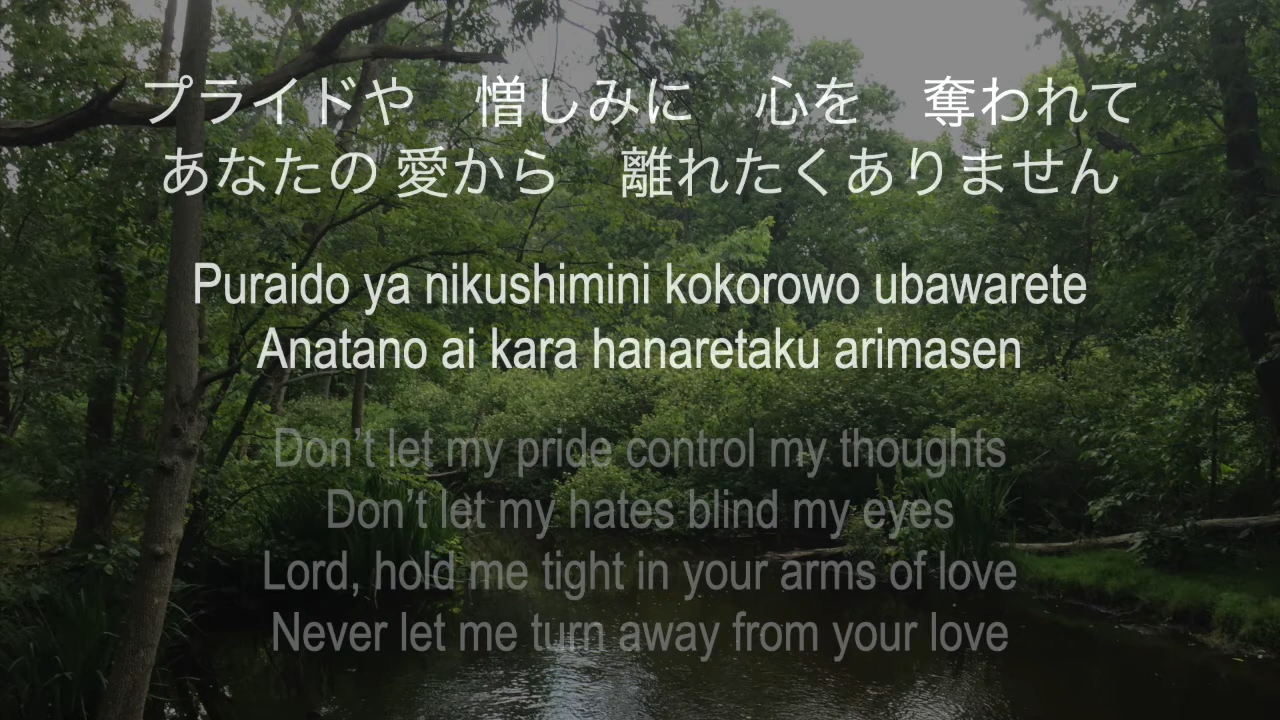 プライドや　憎しみに　心を　奪われて
あなたの 愛から　離れたくありません
Puraido ya nikushimini kokorowo ubawarete
Anatano ai kara hanaretaku arimasen
Don’t let my pride control my thoughts
Don’t let my hates blind my eyes
Lord, hold me tight in your arms of love
Never let me turn away from your love